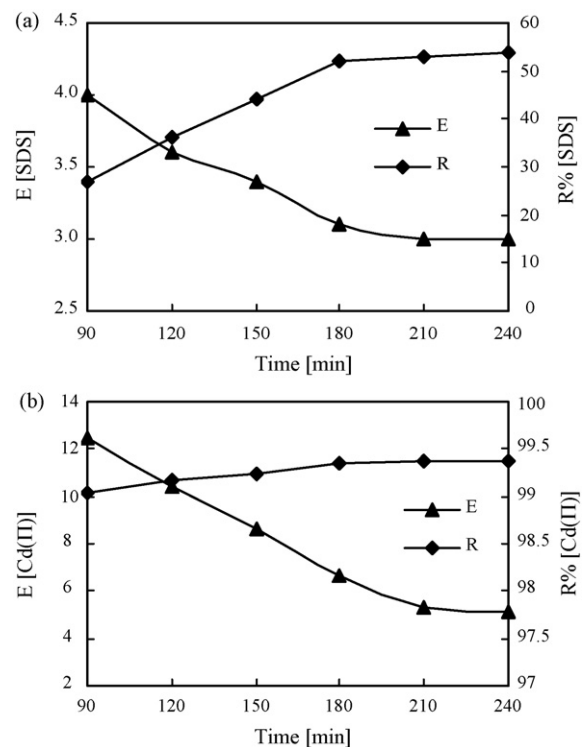 (a)
4.5
4.0
3.5
3.0
2.5
E [SDS]
60
50
40
30
20
10
0
R% [SDS]
E
R
90 120 150 180 210 240
Time [min]
(b)
14
12
10
8
6
4
2
E [Cd(Π)]
100
99.5
99
98.5
98
97.5
97
R% [Cd(Π)]
E
R
90 120 150 180 210 240
Time [min]